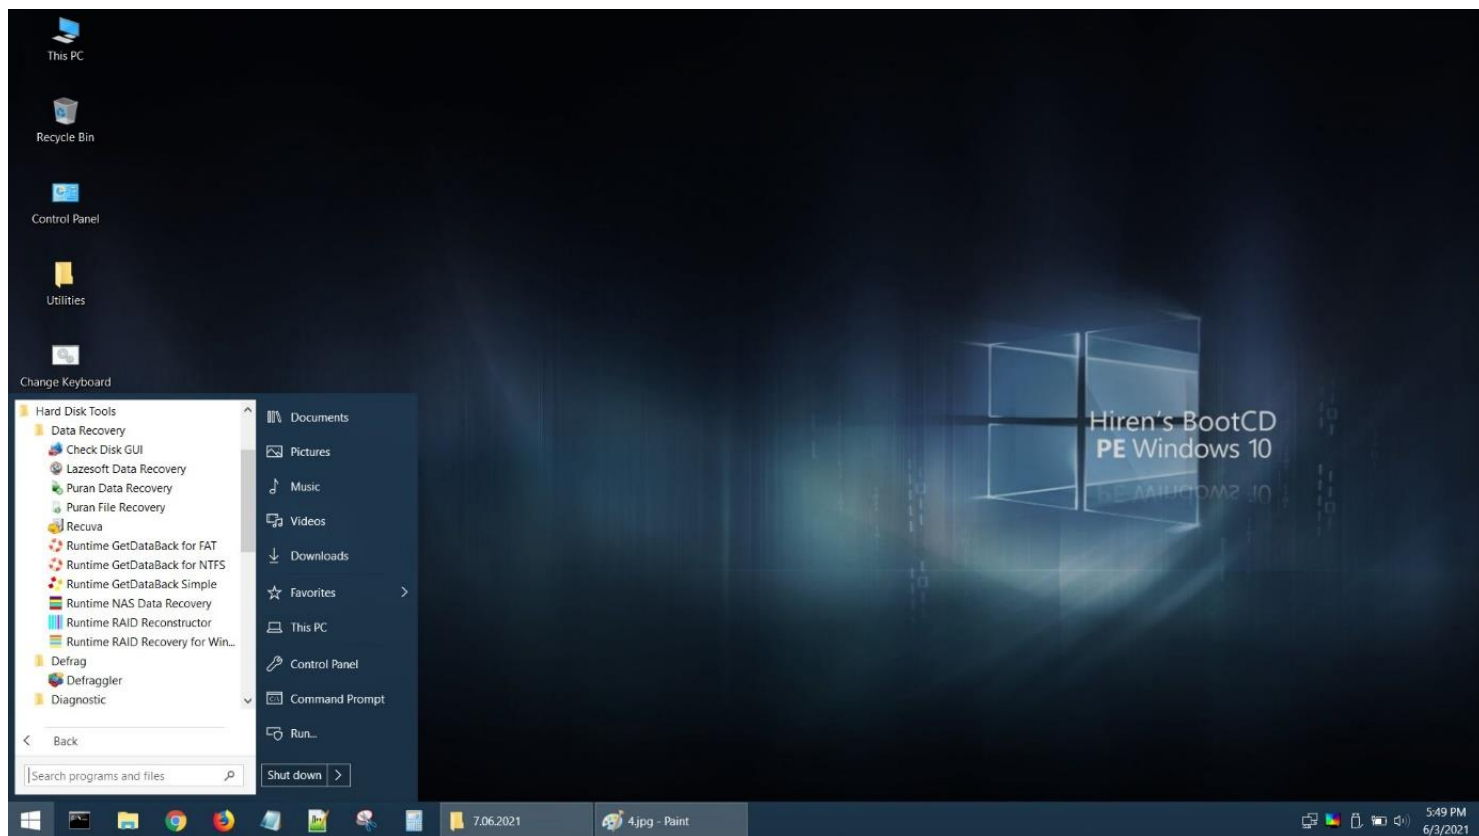 This PC
Recycle Bin
Control Panel
Utilities
Change Keyboard
Hard Disk Tools
Data Recovery
Check Disk GUI
Lazesoft Data Recovery
Puran Data Recovery
Puran File Recovery
Recuva
Runtime GetDataBack for FAT
Runtime GetDataBack for NTFS
Runtime GetDataBack Simple
Runtime NAS Data Recovery
Runtime RAID Reconstructor
Runtime RAID Recovery for Win...
Defrag
Defraggler
Diagnostic
Back
Search programs and files
Documents
Pictures
Music
Videos
Downloads
Favorites
This PC
Control Panel
Command Prompt
Run...
Shut down
Hiren's BootCD
PE Windows 10
7.06.2021
4.jpg - Paint
5:49 PM
6/3/2021